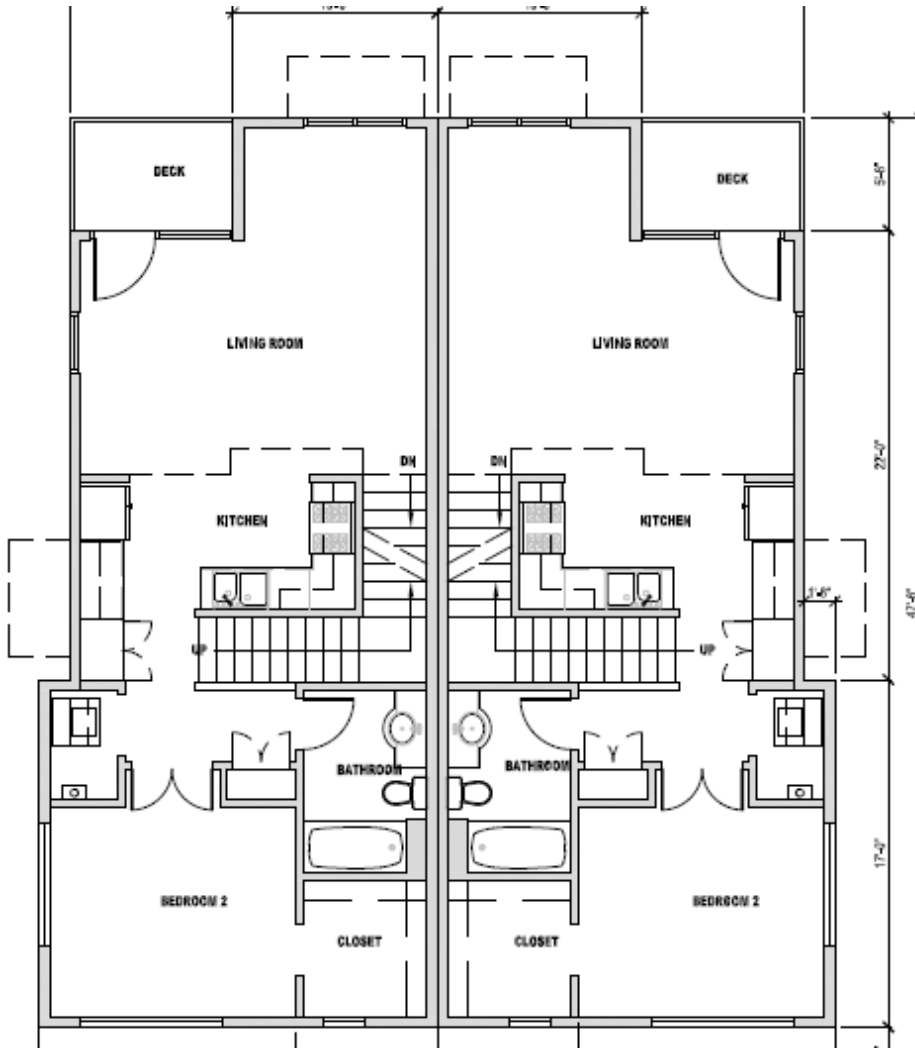 DECK
DECK
5'-6"
LIVING ROOM
LIVING ROOM
DN
DN
22'-0"
KITCHEN
KITCHEN
1'-6"
47'-6"
UP
UP
BATHROOM
BATHROOM
17'-0"
BEDROOM 2
BEDROOM 2
CLOSET
CLOSET